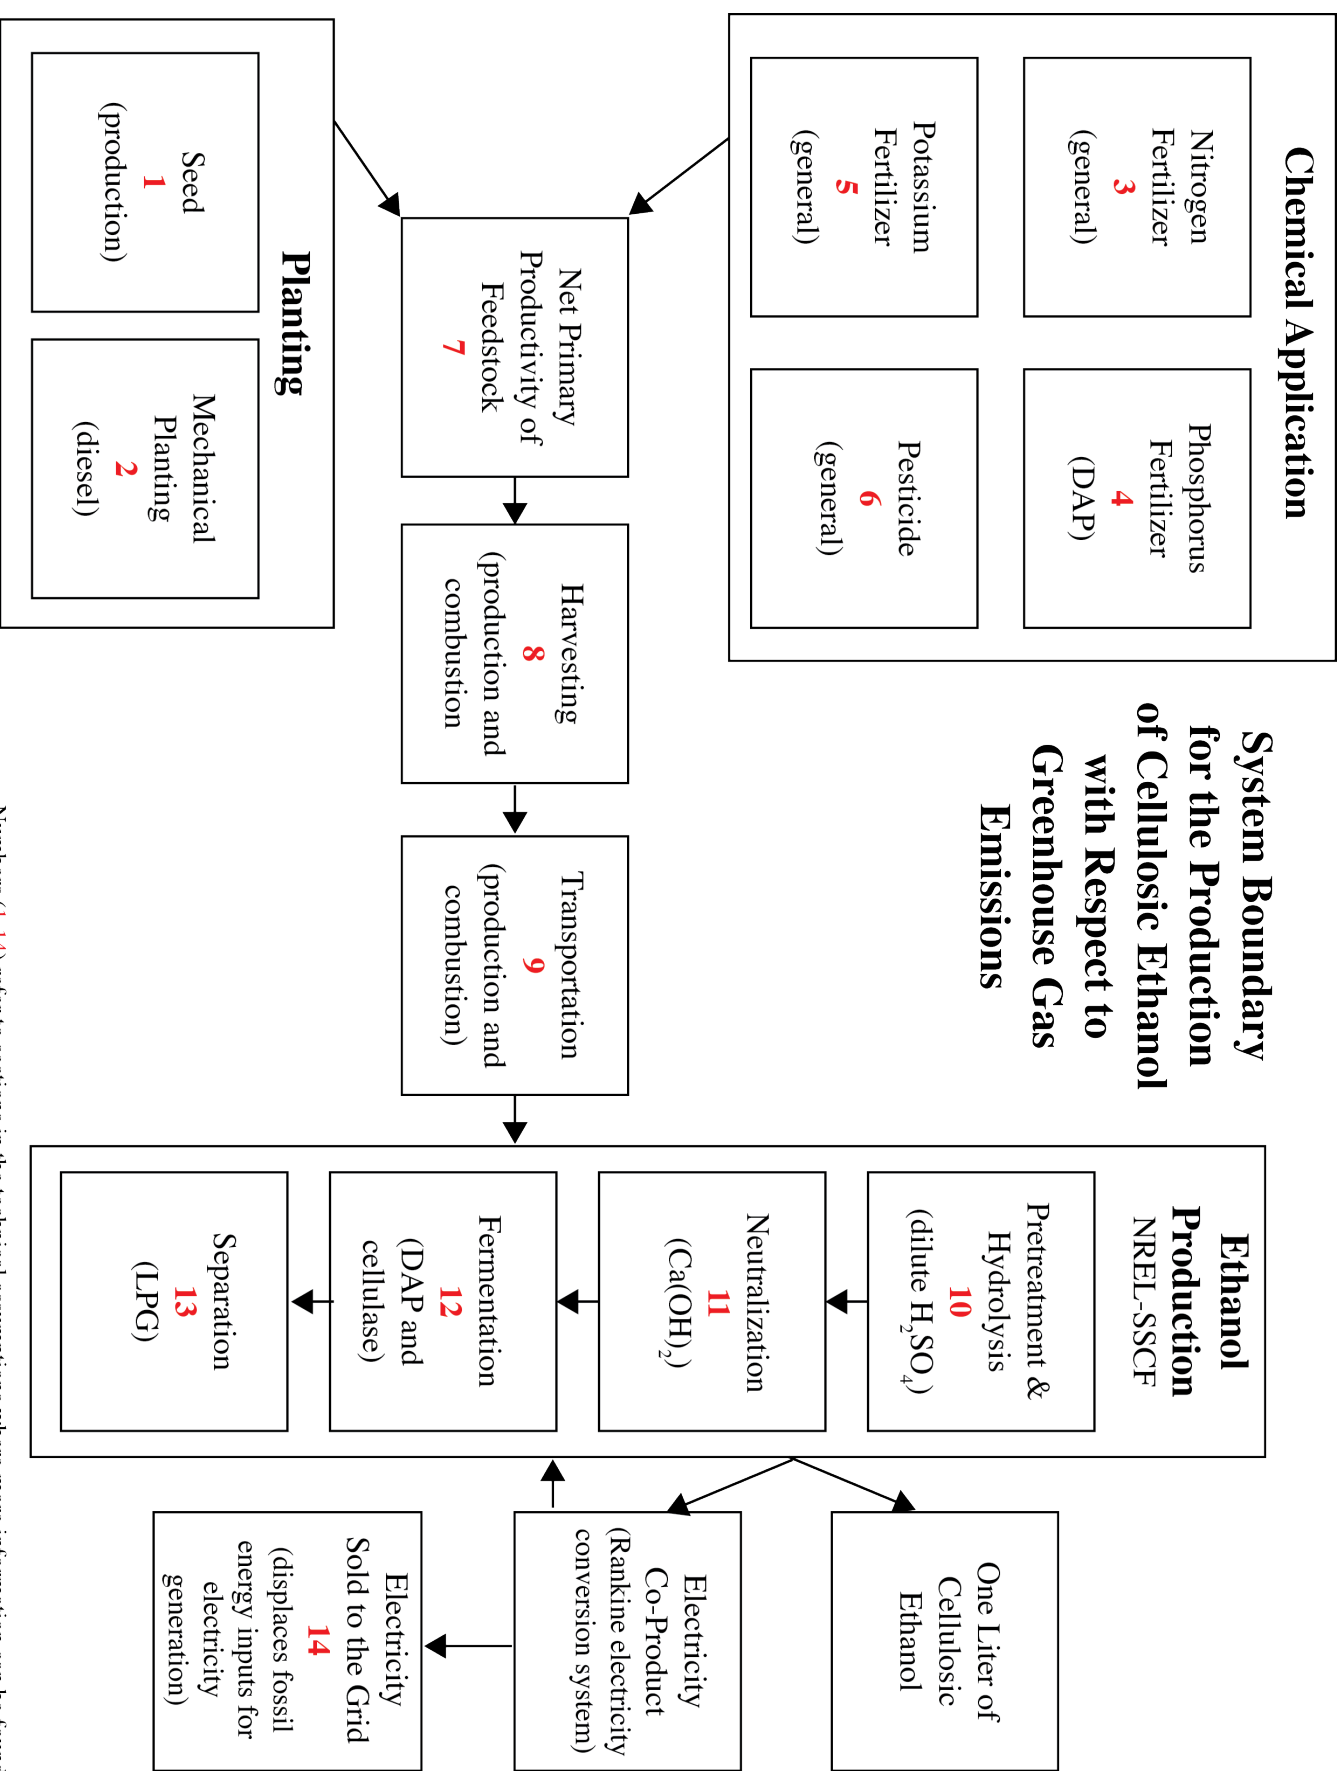 Chemical Application
Nitrogen
Fertilizer
3
(general)
Phosphorus
Fertilizer
4
(DAP)
Potassium
Fertilizer
5
(general)
Pesticide
6
(general)
System Boundary
for the Production
of Cellulosic Ethanol
with Respect to
Greenhouse Gas
Emissions
Net Primary
Productivity of
Feedstock
7
Harvesting
8
(production and
combustion
Transportation
9
(production and
combustion)
Planting
Seed
1
(production)
Mechanical
Planting
2
(diesel)
Ethanol
Production
NREL-SSCF
Pretreatment &
Hydrolysis
10
(dilute H₂SO₄)
Neutralization
11
(Ca(OH)₂)
Fermentation
12
(DAP and
cellulase)
Separation
13
(LPG)
One Liter of
Cellulosic
Ethanol
Electricity
Co-Product
(Rankine electricity
conversion system)
Electricity
Sold to the Grid
14
(displaces fossil
energy inputs for
electricity
generation)